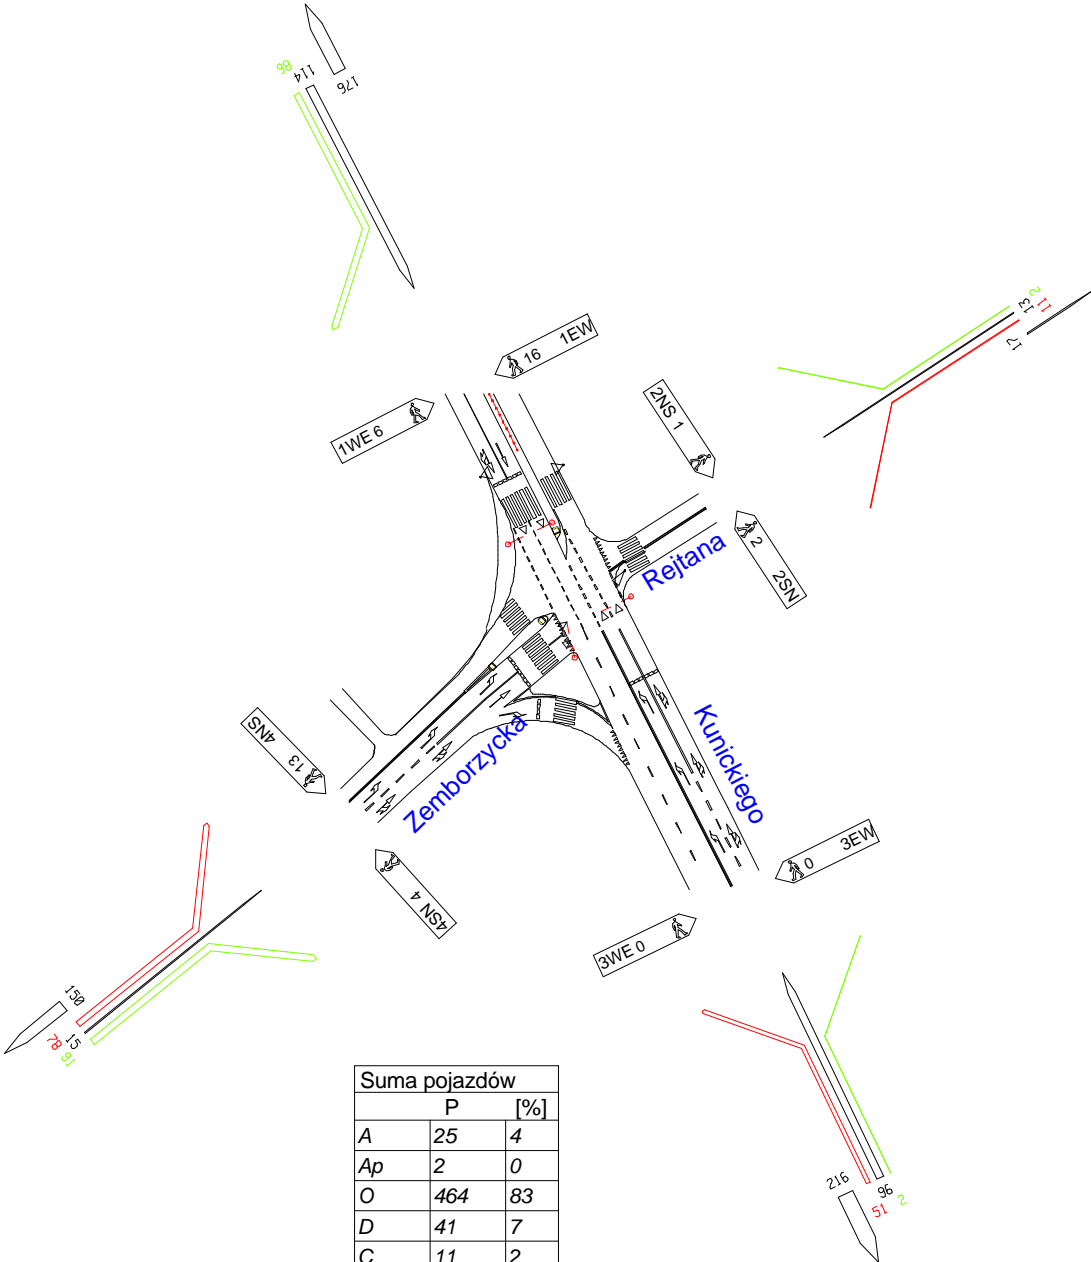 86
114
176
16 1EW
1WE 6
2NS 1
2
13
11
17
2 2SN
Rejtana
Kunickiego
Zemborzycka
13 4NS
4SN 4
0 3EW
3WE 0
150
78
15
91
216
51
96
2
Suma pojazdów
P [%]
A 25 4
Ap 2 0
O 464 83
D 41 7
C 11 2